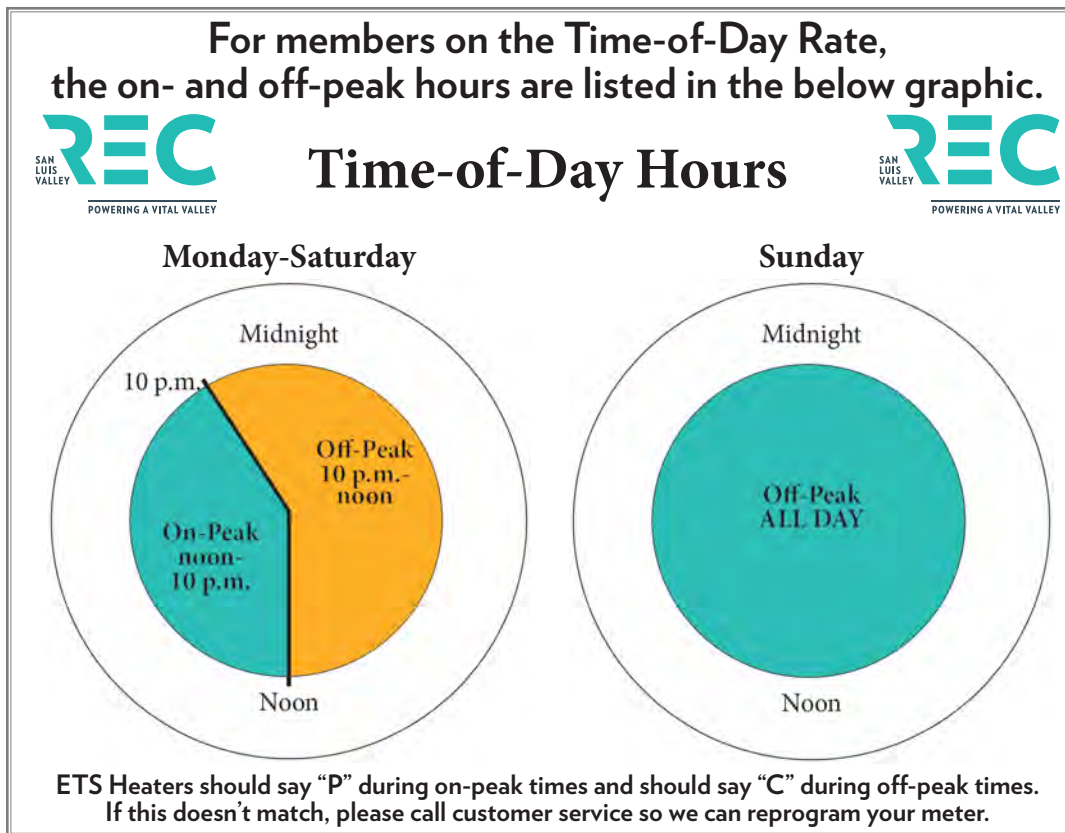 For members on the Time-of-Day Rate,
the on- and off-peak hours are listed in the below graphic.
SAN
LUIS
VALLEY
REC
POWERING A VITAL VALLEY
Time-of-Day Hours
SAN
LUIS
VALLEY
REC
POWERING A VITAL VALLEY
Monday-Saturday
Midnight
10 p.m.
Off-Peak
10 p.m.-
noon
On-Peak
noon-
10 p.m.
Noon
Sunday
Midnight
Off-Peak
ALL DAY
Noon
ETS Heaters should say “P” during on-peak times and should say “C” during off-peak times.
If this doesn’t match, please call customer service so we can reprogram your meter.